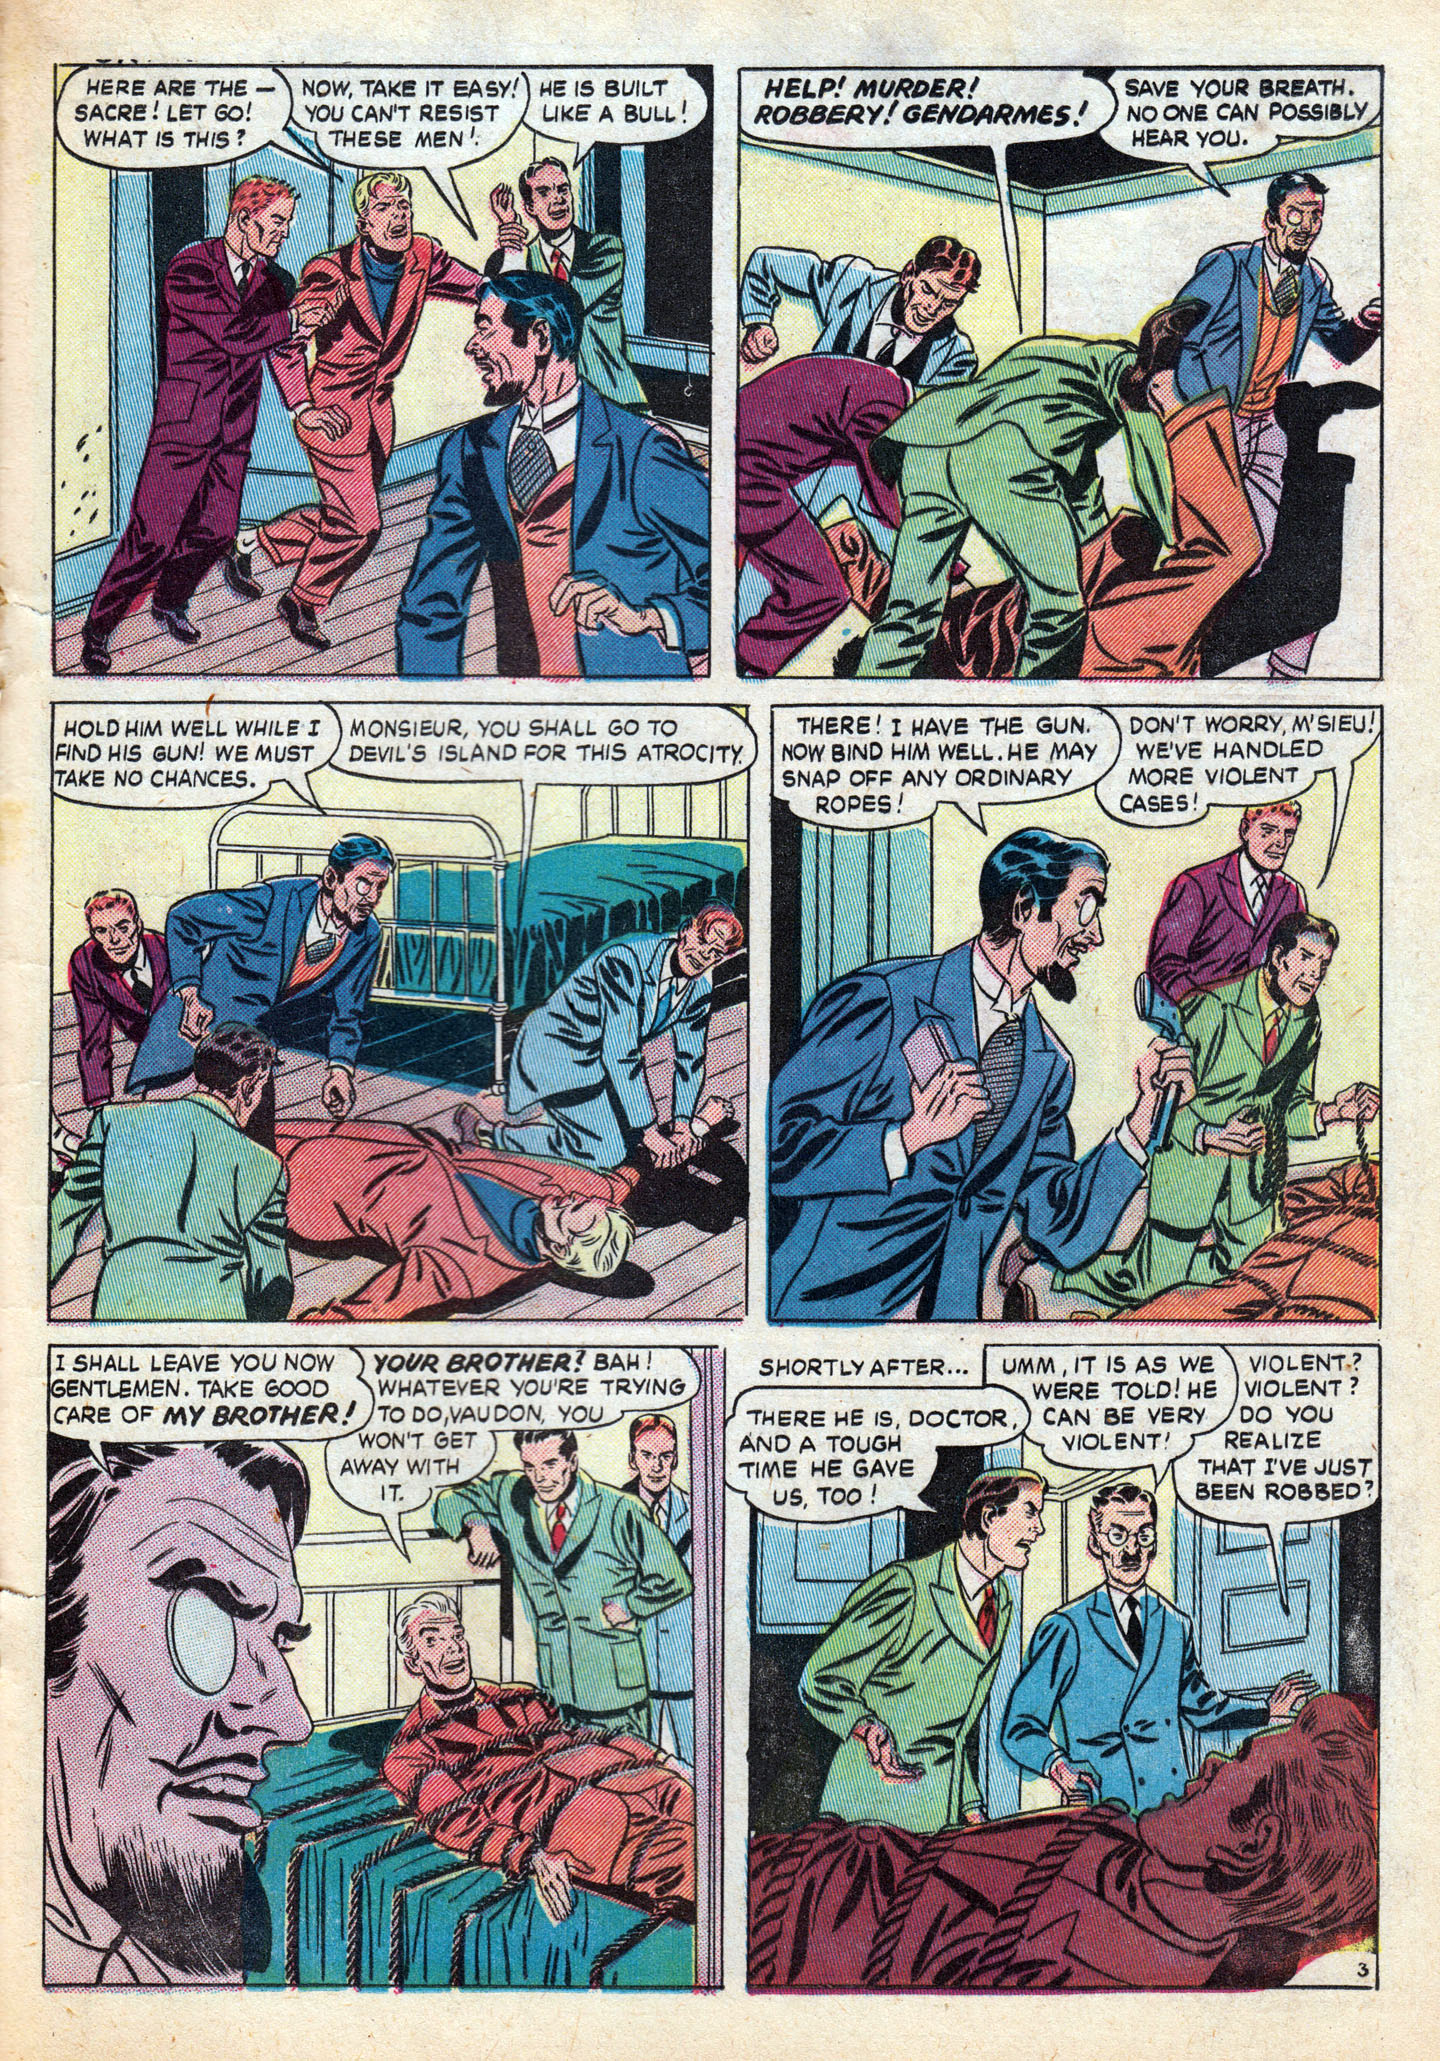 HERE ARE THE —
SACRE! LET GO!
WHAT IS THIS?
NOW, TAKE IT EASY!
YOU CAN'T RESIST
THESE MEN!
HE IS BUILT
LIKE A BULL!
HELP! MURDER!
ROBBERY! GENDARMES!
SAVE YOUR BREATH.
NO ONE CAN POSSIBLY
HEAR YOU.
HOLD HIM WELL WHILE I
FIND HIS GUN! WE MUST
TAKE NO CHANCES.
MONSIEUR, YOU SHALL GO TO
DEVIL'S ISLAND FOR THIS ATROCITY.
THERE! I HAVE THE GUN.
NOW BIND HIM WELL. HE MAY
SNAP OFF ANY ORDINARY
ROPES!
DON'T WORRY, M'SIEU!
WE'VE HANDLED
MORE VIOLENT
CASES!
I SHALL LEAVE YOU NOW
GENTLEMEN. TAKE GOOD
CARE OF MY BROTHER!
YOUR BROTHER? BAH!
WHATEVER YOU'RE TRYING
TO DO, VAUDON, YOU
WON'T GET
AWAY WITH
IT.
SHORTLY AFTER...
THERE HE IS, DOCTOR,
AND A TOUGH
TIME HE GAVE
US, TOO!
UMM, IT IS AS WE
WERE TOLD! HE
CAN BE VERY
VIOLENT!
VIOLENT?
VIOLENT?
DO YOU
REALIZE
THAT I'VE JUST
BEEN ROBBED?
3